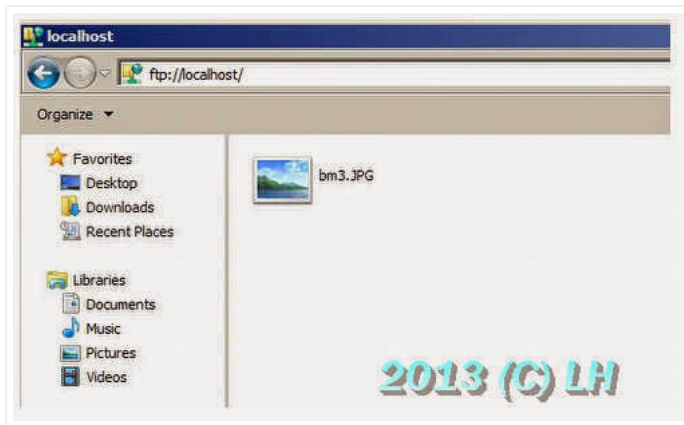 localhost
ftp://localhost/
Organize
Favorites
Desktop
Downloads
Recent Places
Libraries
Documents
Music
Pictures
Videos
bm3.JPG
2013 (C) LH